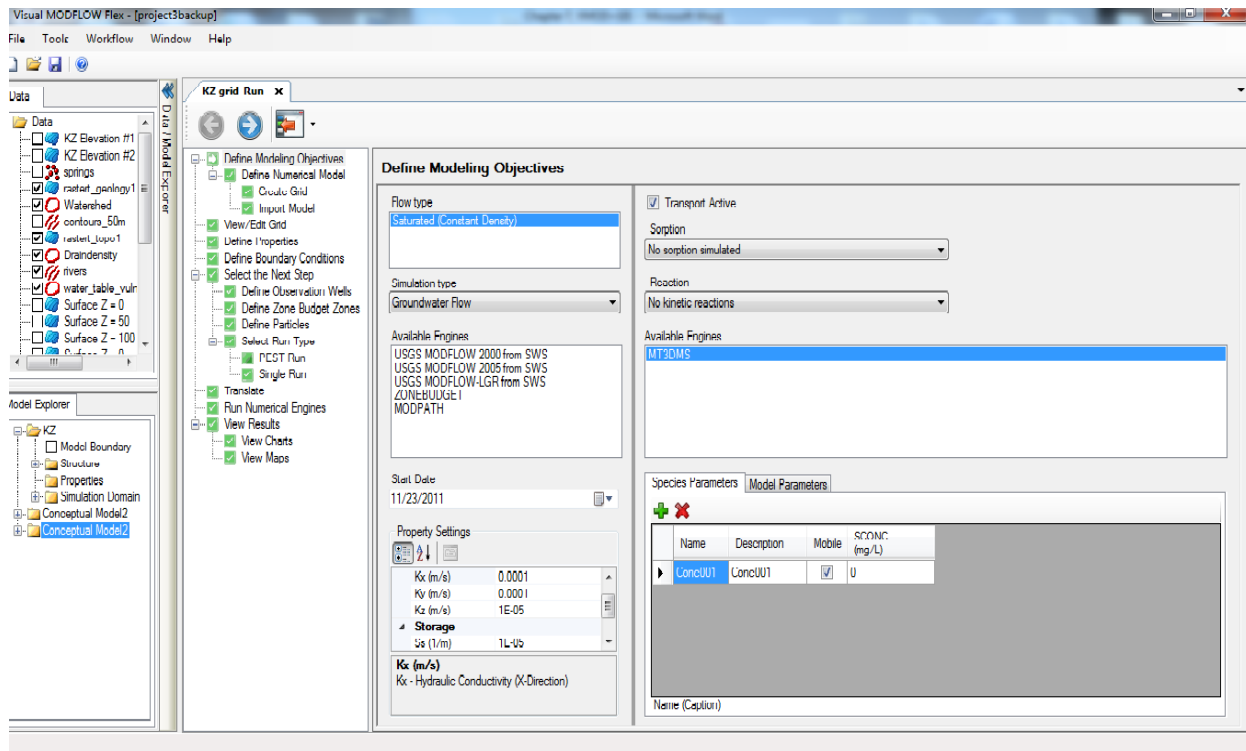 Visual MODFLOW Flex - [project3backup]
File Tools Workflow Window Help
Data
Data
KZ Elevation #1
KZ Elevation #2
springs
rastert_geology1
Watershed
contours_50m
rastert_topo1
Draindensity
rivers
water_table_vuln
Surface Z = 0
Surface Z = 50
Surface Z - 100
Model Explorer
KZ
Model Boundary
Structure
Properties
Simulation Domain
Conceptual Model2
Conceptual Model2
Data / Model Explorer
KZ grid Run
Define Modeling Objectives
Define Numerical Model
Create Grid
Import Model
View/Edit Grid
Define Properties
Define Boundary Conditions
Select the Next Step
Define Observation Wells
Define Zone Budget Zones
Define Particles
Select Run Type
PEST Run
Single Run
Translate
Run Numerical Engines
View Results
View Charts
View Maps
Define Modeling Objectives
Flow type
Saturated (Constant Density)
Simulation type
Groundwater Flow
Available Engines
USGS MODFLOW 2000 from SWS
USGS MODFLOW 2005 from SWS
USGS MODFLOW-LGR from SWS
ZONEBUDGET
MODPATH
Start Date
11/23/2011
Property Settings
Kx (m/s) 0.0001
Ky (m/s) 0.0001
Kz (m/s) 1E-05
Storage
Ss (1/m) 1E-05
Kx (m/s)
Kx - Hydraulic Conductivity (X-Direction)
Transport Active
Sorption
No sorption simulated
Reaction
No kinetic reactions
Available Engines
MT3DMS
Species Parameters Model Parameters
Name Description Mobile SCONC (mg/L)
Conc001 Conc001 0
Name (Caption)